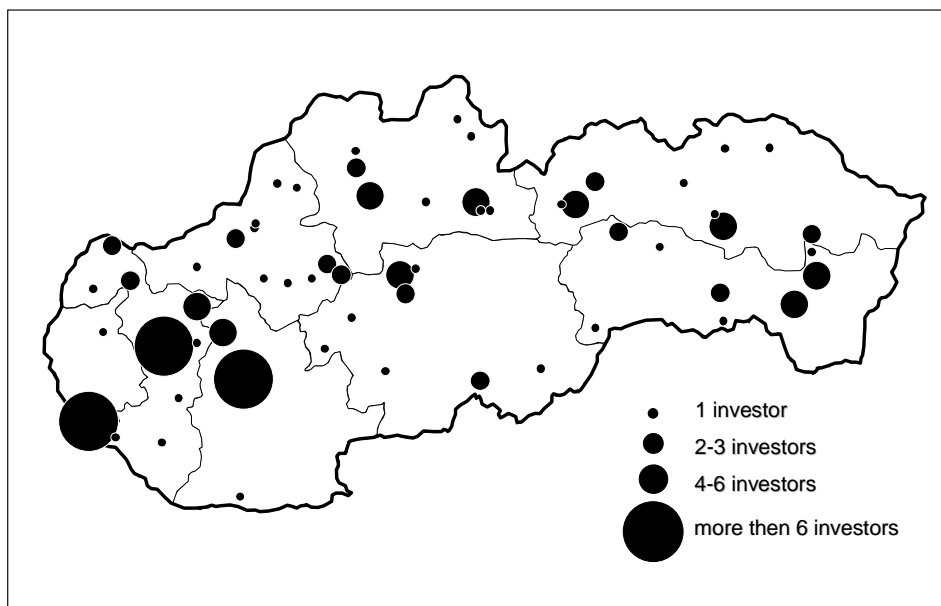 1 investor
2-3 investors
4-6 investors
more then 6 investors